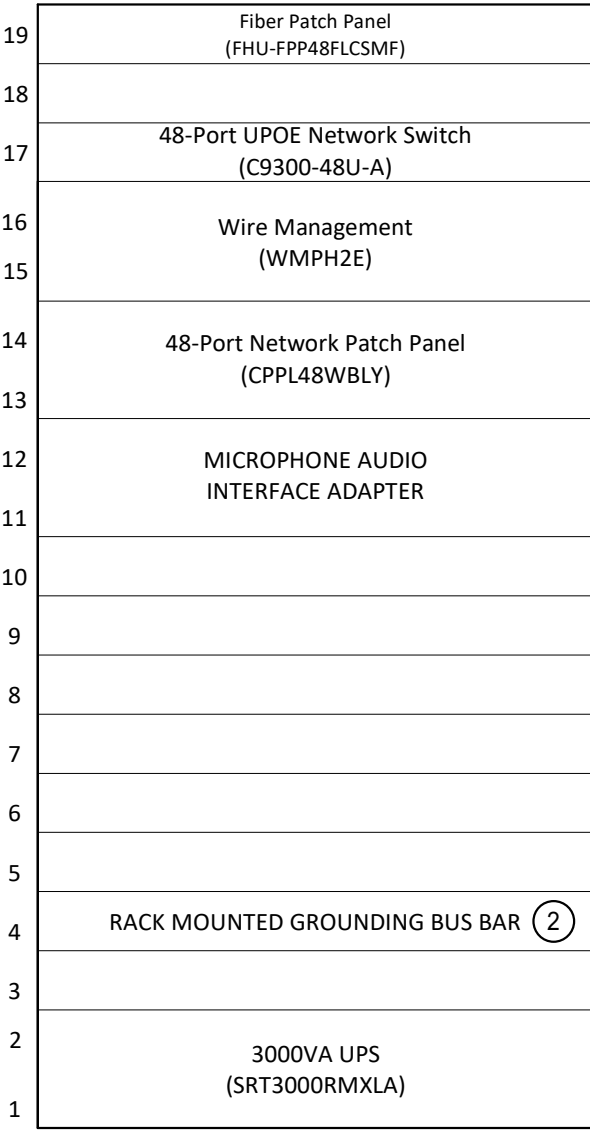 19
Fiber Patch Panel
(FHU-FPP48FLCSMF)
18
17
48-Port UPOE Network Switch
(C9300-48U-A)
16
Wire Management
(WMPH2E)
15
14
48-Port Network Patch Panel
(CPPL48WBLY)
13
12
MICROPHONE AUDIO
INTERFACE ADAPTER
11
10
9
8
7
6
5
4
RACK MOUNTED GROUNDING BUS BAR 2
3
2
3000VA UPS
(SRT3000RMXLA)
1